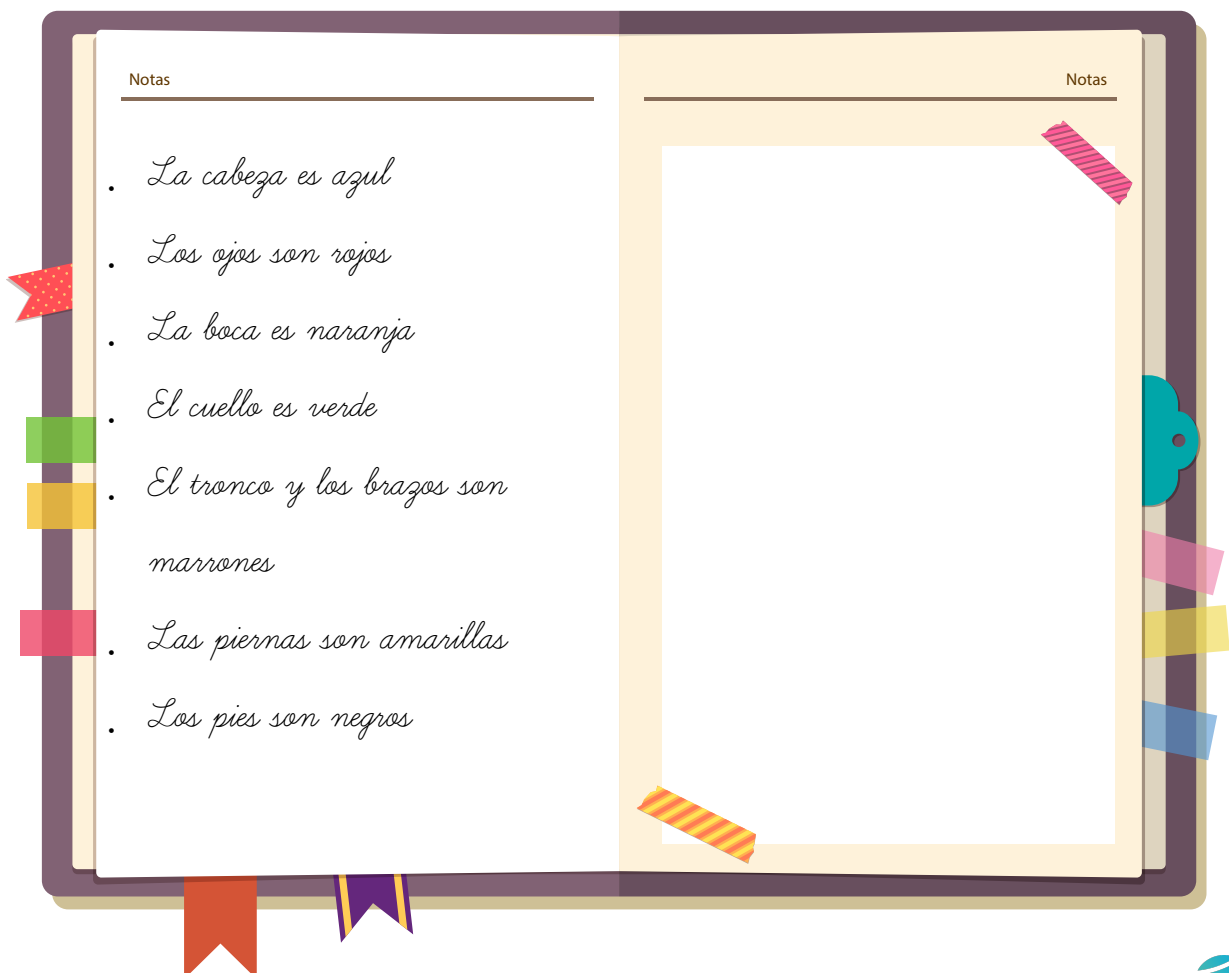 Notas
La cabeza es azul
Los ojos son rojos
La boca es naranja
El cuello es verde
El tronco y los brazos son
marrones
Las piernas son amarillas
Los pies son negros
Notas